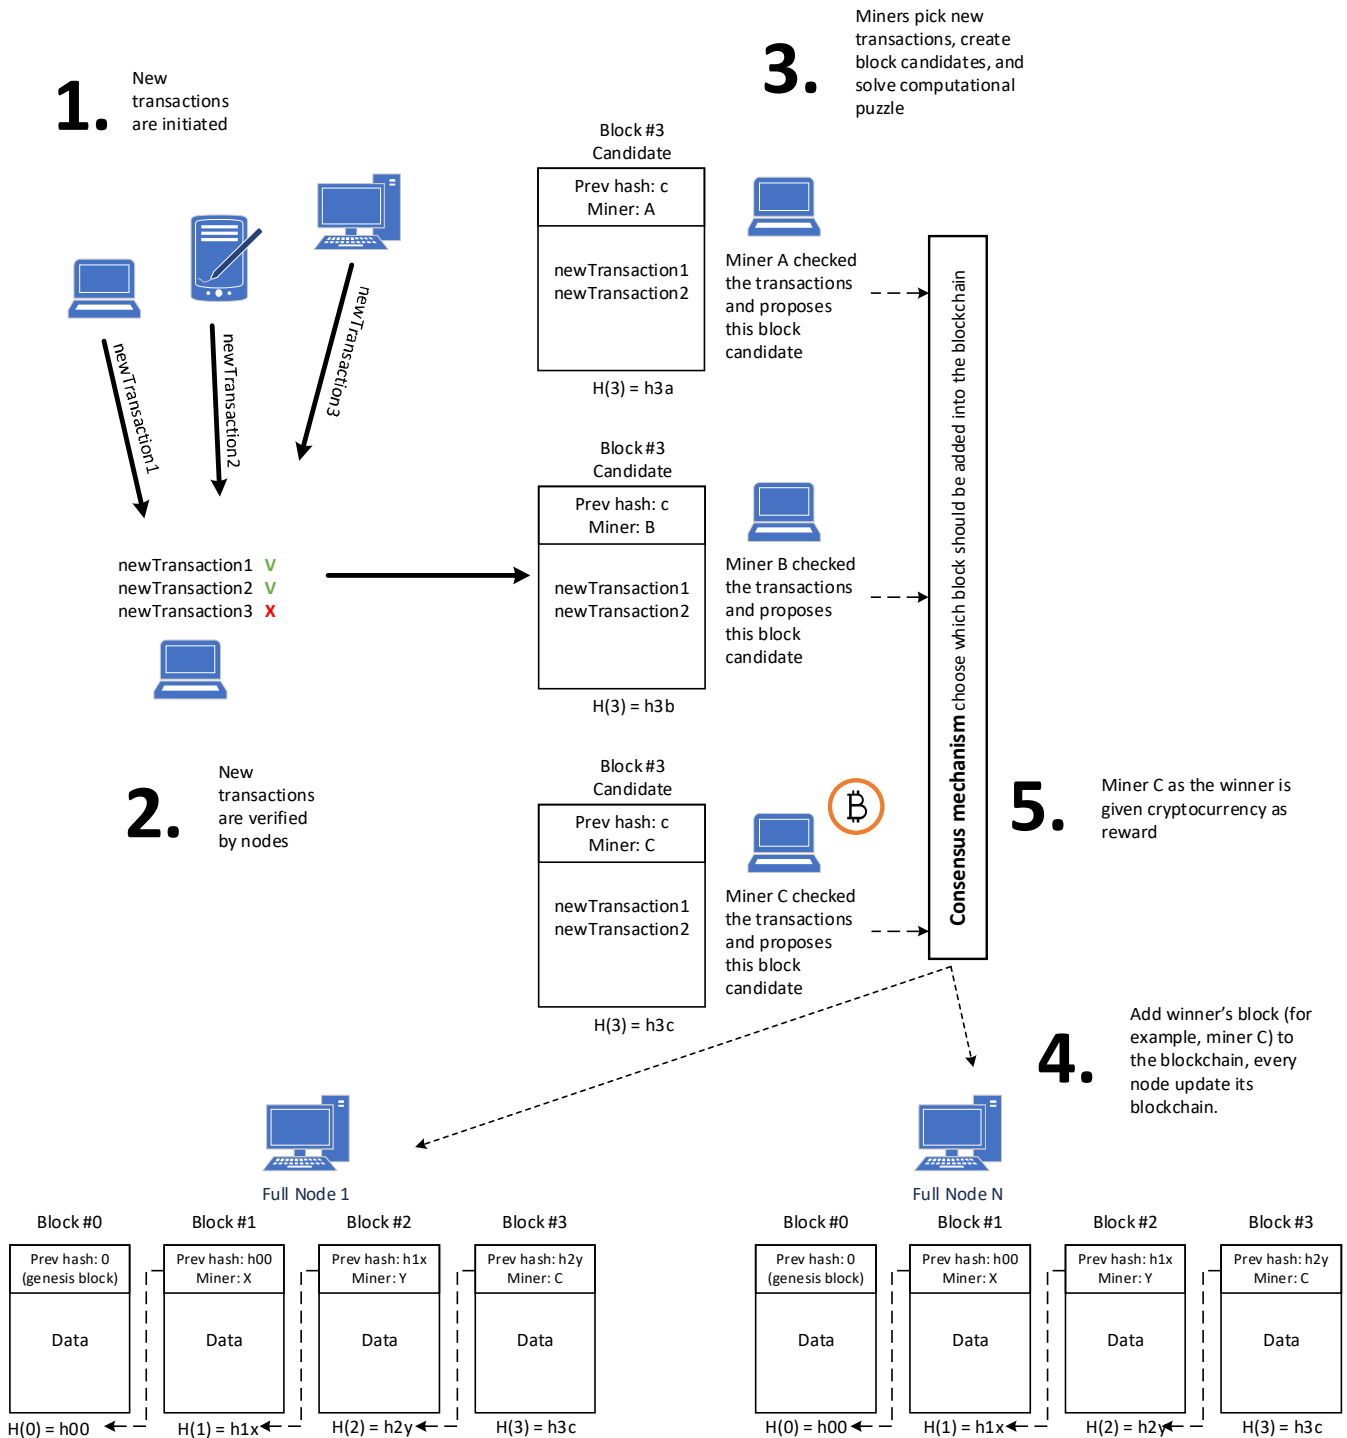 1.
New
transactions
are initiated
newTransaction1
newTransaction2
newTransaction3
newTransaction1 V
newTransaction2 V
newTransaction3 X
2.
New
transactions
are verified
by nodes
3.
Miners pick new
transactions, create
block candidates, and
solve computational
puzzle
Block #3
Candidate
Prev hash: c
Miner: A
newTransaction1
newTransaction2
H(3) = h3a
Miner A checked
the transactions
and proposes
this block
candidate
Block #3
Candidate
Prev hash: c
Miner: B
newTransaction1
newTransaction2
H(3) = h3b
Miner B checked
the transactions
and proposes
this block
candidate
Block #3
Candidate
Prev hash: c
Miner: C
newTransaction1
newTransaction2
H(3) = h3c
Miner C checked
the transactions
and proposes
this block
candidate
Consensus mechanism choose which block should be added into the blockchain
5.
Miner C as the winner is
given cryptocurrency as
reward
4.
Add winner’s block (for
example, miner C) to
the blockchain, every
node update its
blockchain.
Full Node 1
Block #0
Prev hash: 0
(genesis block)
Data
H(0) = h00
Block #1
Prev hash: h00
Miner: X
Data
H(1) = h1x
Block #2
Prev hash: h1x
Miner: Y
Data
H(2) = h2y
Block #3
Prev hash: h2y
Miner: C
Data
H(3) = h3c
Full Node N
Block #0
Prev hash: 0
(genesis block)
Data
H(0) = h00
Block #1
Prev hash: h00
Miner: X
Data
H(1) = h1x
Block #2
Prev hash: h1x
Miner: Y
Data
H(2) = h2y
Block #3
Prev hash: h2y
Miner: C
Data
H(3) = h3c